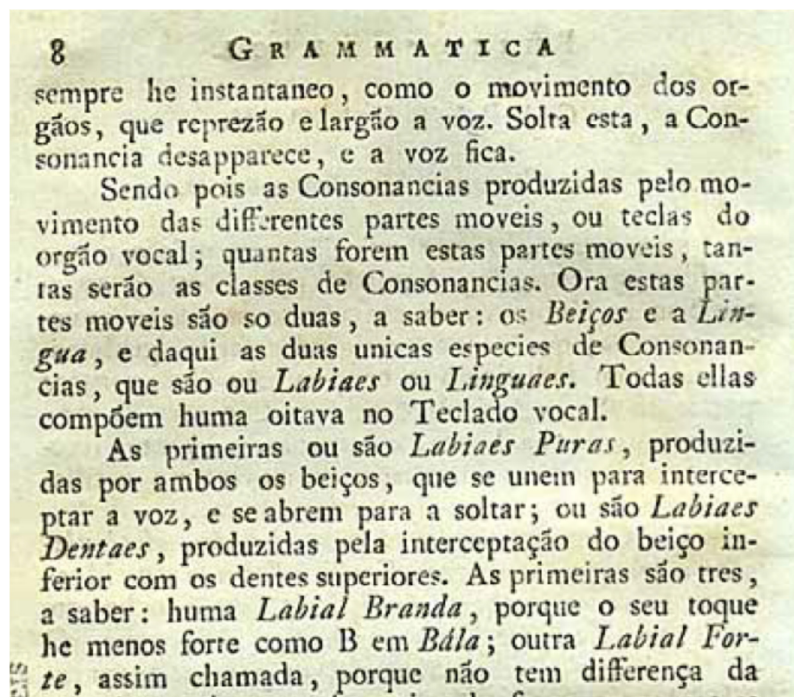 8 GRAMMATICA
sempre he instantaneo, como o movimento dos or-
gãos, que reprezão e largão a voz. Solta esta, a Con-
sonancia desapparece, e a voz fica.
Sendo pois as Consonancias produzidas pelo mo-
vimento das differentes partes moveis, ou teclas do
orgão vocal; quantas forem estas partes moveis, tan-
tas serão as classes de Consonancias. Ora estas par-
tes moveis são so duas, a saber: os Beiços e a Lin-
gua, e daqui as duas unicas especies de Consonan-
cias, que são ou Labiaes ou Linguaes. Todas ellas
compõem huma oitava no Teclado vocal.
As primeiras ou são Labiaes Puras, produzi-
das por ambos os beiços, que se unem para interce-
ptar a voz, e se abrem para a soltar; ou são Labiaes
Dentaes, produzidas pela interceptação do beiço in-
ferior com os dentes superiores. As primeiras são tres,
a saber: huma Labial Branda, porque o seu toque
he menos forte como B em Bála; outra Labial For-
te, assim chamada, porque não tem differença da